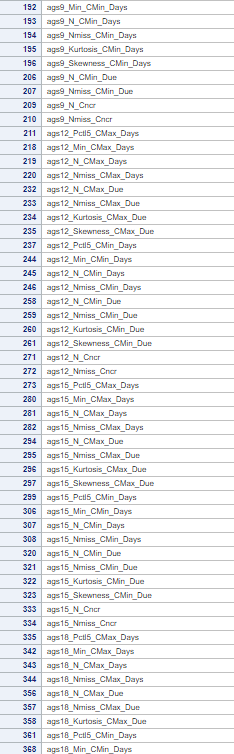 192 ags9_Min_CMin_Days
193 ags9_N_CMin_Days
194 ags9_Nmiss_CMin_Days
195 ags9_Kurtosis_CMin_Days
196 ags9_Skewness_CMin_Days
206 ags9_N_CMin_Due
207 ags9_Nmiss_CMin_Due
209 ags9_N_Cncr
210 ags9_Nmiss_Cncr
211 ags12_Pctl5_CMax_Days
218 ags12_Min_CMax_Days
219 ags12_N_CMax_Days
220 ags12_Nmiss_CMax_Days
232 ags12_N_CMax_Due
233 ags12_Nmiss_CMax_Due
234 ags12_Kurtosis_CMax_Due
235 ags12_Skewness_CMax_Due
237 ags12_Pctl5_CMin_Days
244 ags12_Min_CMin_Days
245 ags12_N_CMin_Days
246 ags12_Nmiss_CMin_Days
258 ags12_N_CMin_Due
259 ags12_Nmiss_CMin_Due
260 ags12_Kurtosis_CMin_Due
261 ags12_Skewness_CMin_Due
271 ags12_N_Cncr
272 ags12_Nmiss_Cncr
273 ags15_Pctl5_CMax_Days
280 ags15_Min_CMax_Days
281 ags15_N_CMax_Days
282 ags15_Nmiss_CMax_Days
294 ags15_N_CMax_Due
295 ags15_Nmiss_CMax_Due
296 ags15_Kurtosis_CMax_Due
297 ags15_Skewness_CMax_Due
299 ags15_Pctl5_CMin_Days
306 ags15_Min_CMin_Days
307 ags15_N_CMin_Days
308 ags15_Nmiss_CMin_Days
320 ags15_N_CMin_Due
321 ags15_Nmiss_CMin_Due
322 ags15_Kurtosis_CMin_Due
323 ags15_Skewness_CMin_Due
333 ags15_N_Cncr
334 ags15_Nmiss_Cncr
335 ags18_Pctl5_CMax_Days
342 ags18_Min_CMax_Days
343 ags18_N_CMax_Days
344 ags18_Nmiss_CMax_Days
356 ags18_N_CMax_Due
357 ags18_Nmiss_CMax_Due
358 ags18_Kurtosis_CMax_Due
361 ags18_Pctl5_CMin_Days
368 ags18_Min_CMin_Days